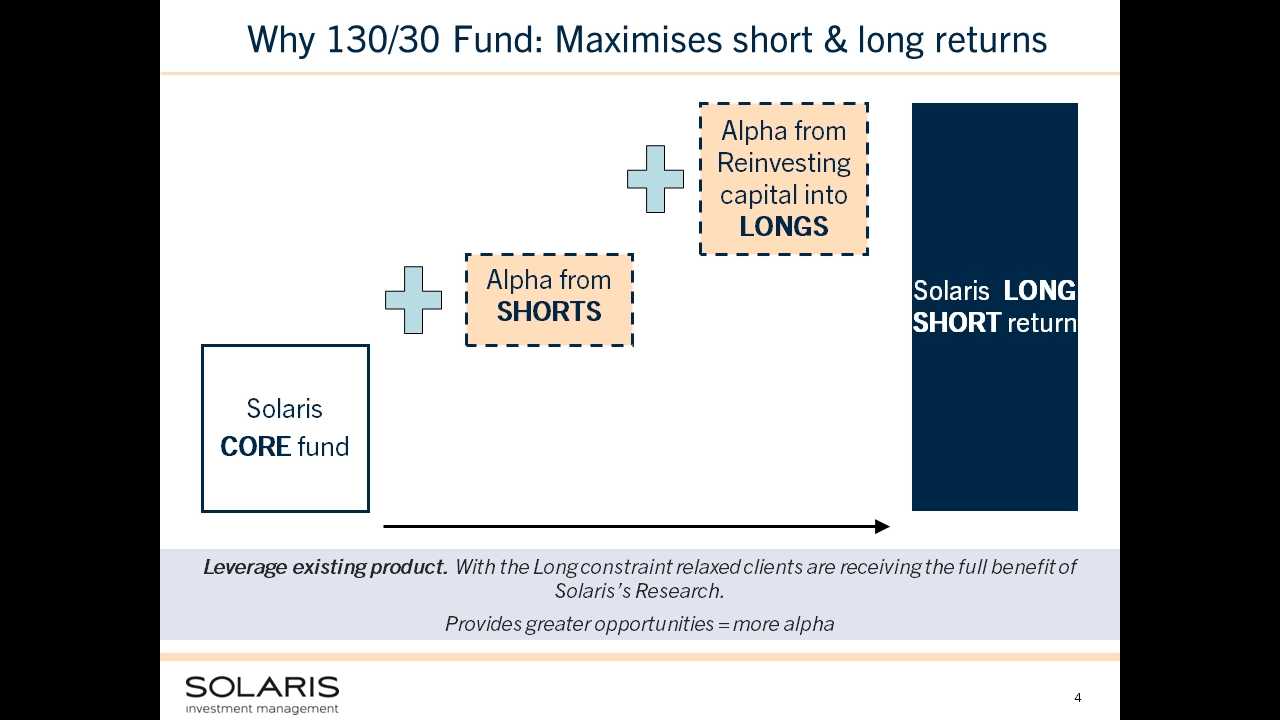 Why 130/30 Fund: Maximises short & long returns
Alpha from
Reinvesting
capital into
LONGS
Alpha from
SHORTS
Solaris LONG
SHORT return
Solaris
CORE fund
Leverage existing product. With the Long constraint relaxed clients are receiving the full benefit of
Solaris's Research.
Provides greater opportunities = more alpha
SOLARIS
investment management
4